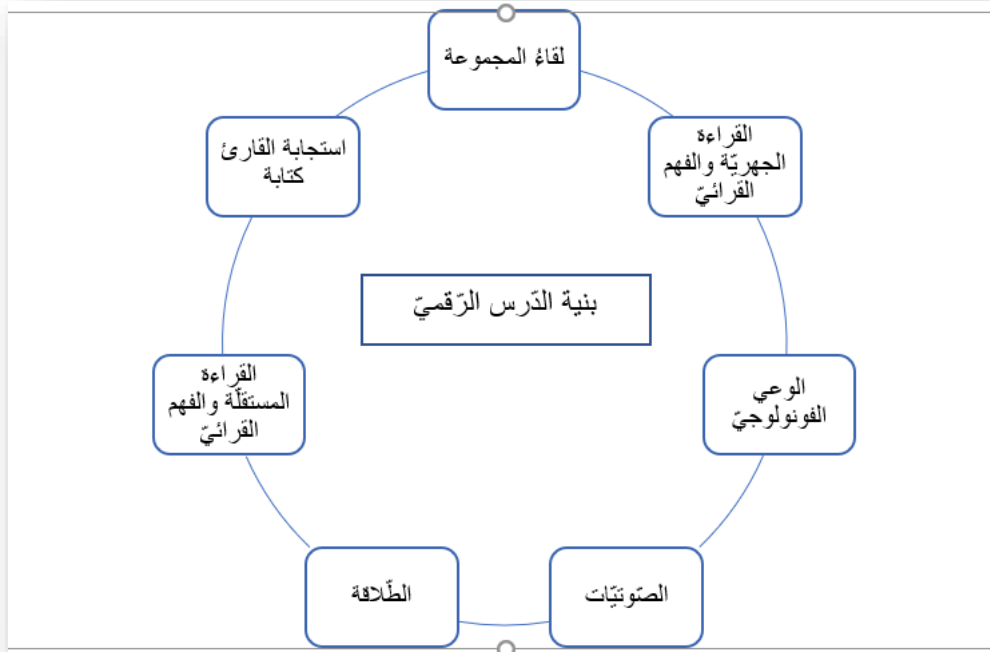 لقاءُ المجموعة
القراءة
الجهريّة والفهم
القرائيّ
الوعي
الفونولوجيّ
الصّوتيّات
الطّلاقة
القراءة
المستقلّة والفهم
القرائيّ
استجابة القارئ
كتابة
بنية الدّرس الرّقميّ